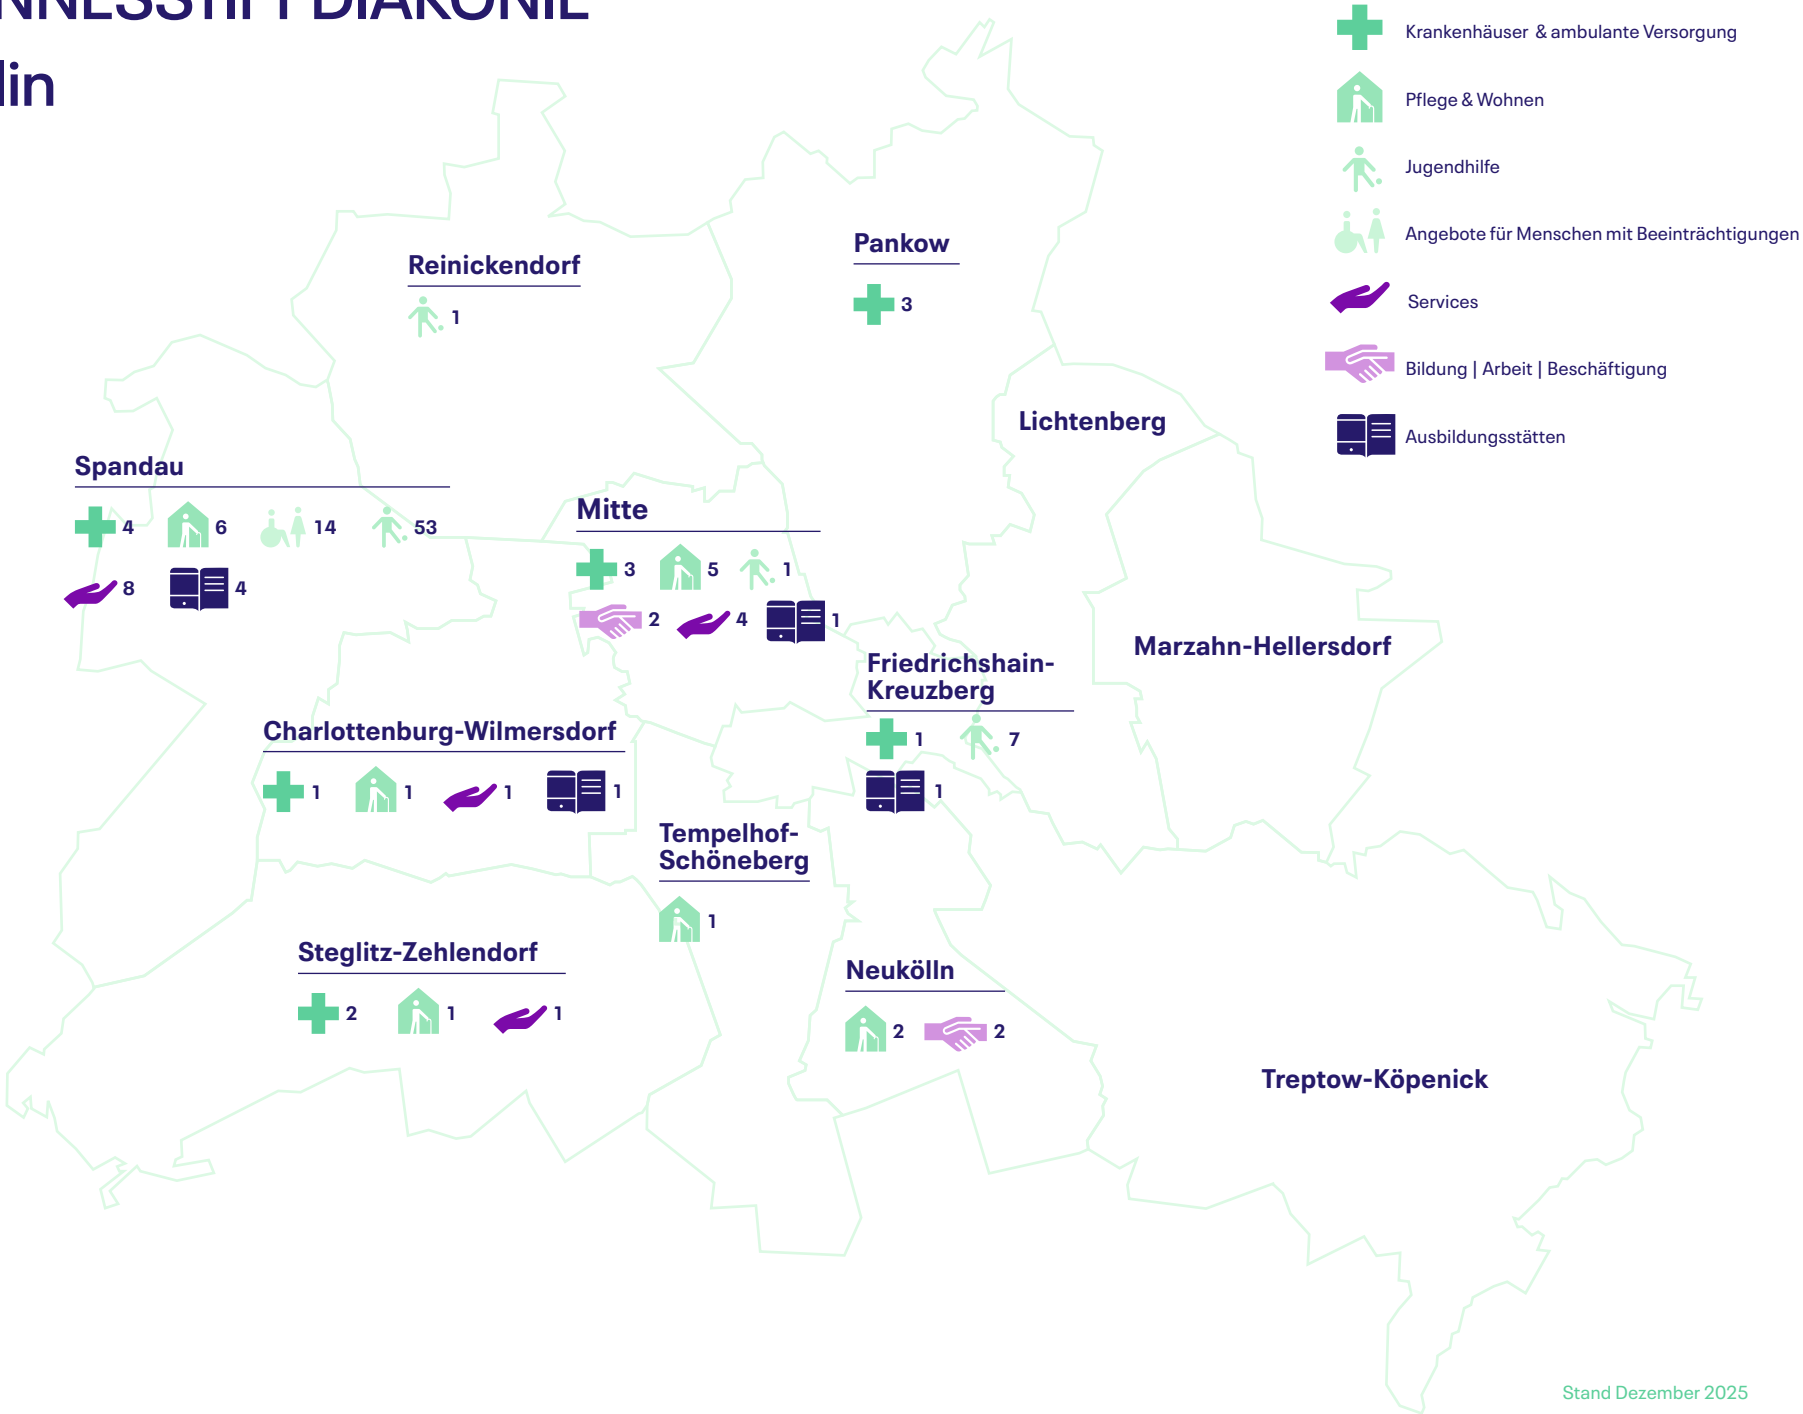 DIAKONIE
Krankenhäuser & ambulante Versorgung
Pflege & Wohnen
Jugendhilfe
Angebote für Menschen mit Beeinträchtigungen
Services
Bildung | Arbeit | Beschäftigung
Ausbildungsstätten
Reinickendorf
1
Pankow
3
Lichtenberg
Spandau
4 6 14 53
8 4
Mitte
3 5 1
2 4 1
Marzahn-Hellersdorf
Friedrichshain-
Kreuzberg
1 7
1
Charlottenburg-Wilmersdorf
1 1 1 1
Tempelhof-
Schöneberg
1
Steglitz-Zehlendorf
2 1 1
Neukölln
2 2
Treptow-Köpenick
Stand Dezember 2025